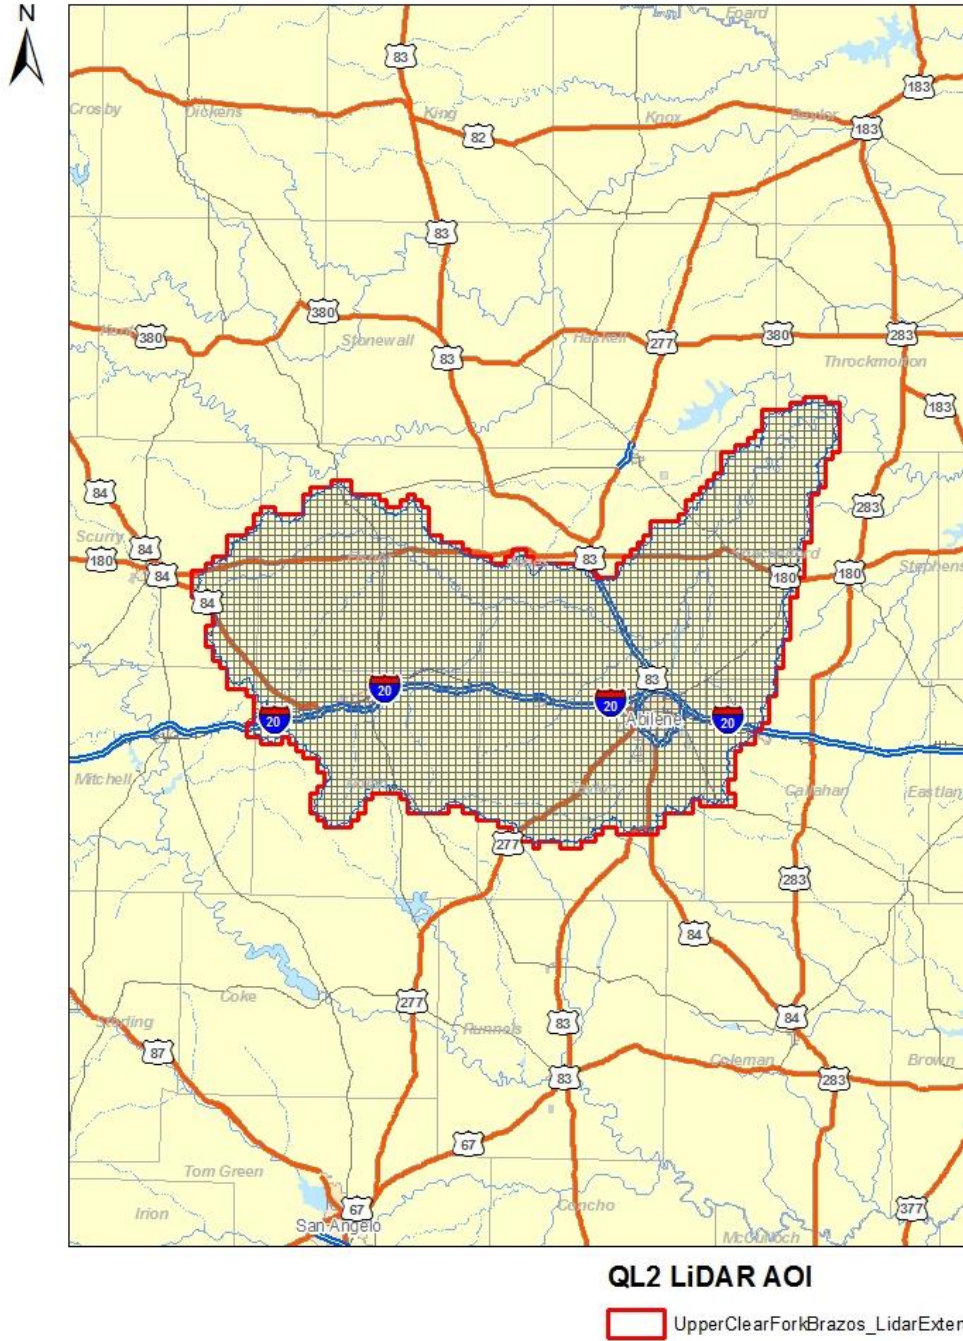 N
Foard
83
183
Crosby
Dickens
King
Knox
Baylor
82
183
83
380
Kent
380
Stonewall
Haskell
277
380
283
83
Throckmorton
183
84
283
Scurry
84
180
84
83
180
180
Stephens
84
83
20
20
20
20
Abilene
Mitchell
Callahan
Eastlan
277
283
84
Coke
277
Runnels
83
84
Sterling
87
83
Coleman
283
Brown
67
Tom Green
Irion
67
San Angelo
Concho
377
McCulloch
QL2 LiDAR AOI
UpperClearForkBrazos_LidarExten